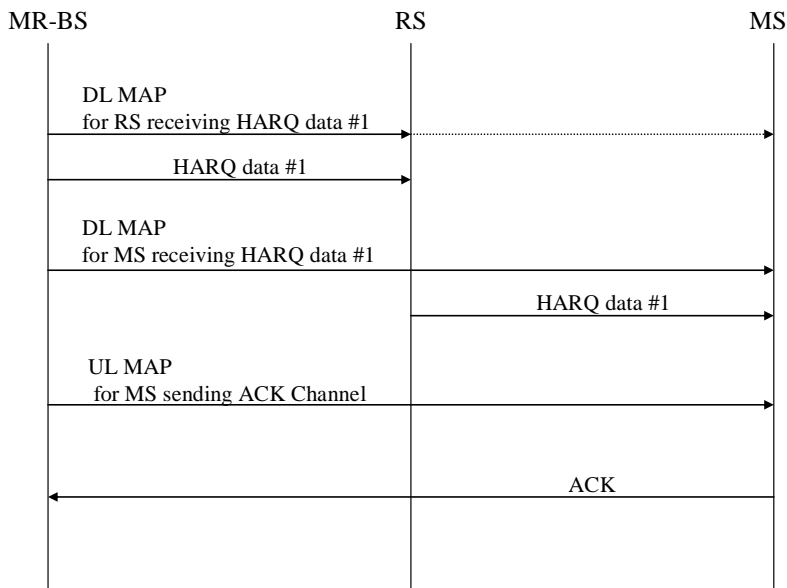 MR-BS
RS
MS
DL MAP
for RS receiving HARQ data #1
HARQ data #1
DL MAP
for MS receiving HARQ data #1
HARQ data #1
UL MAP
for MS sending ACK Channel
ACK